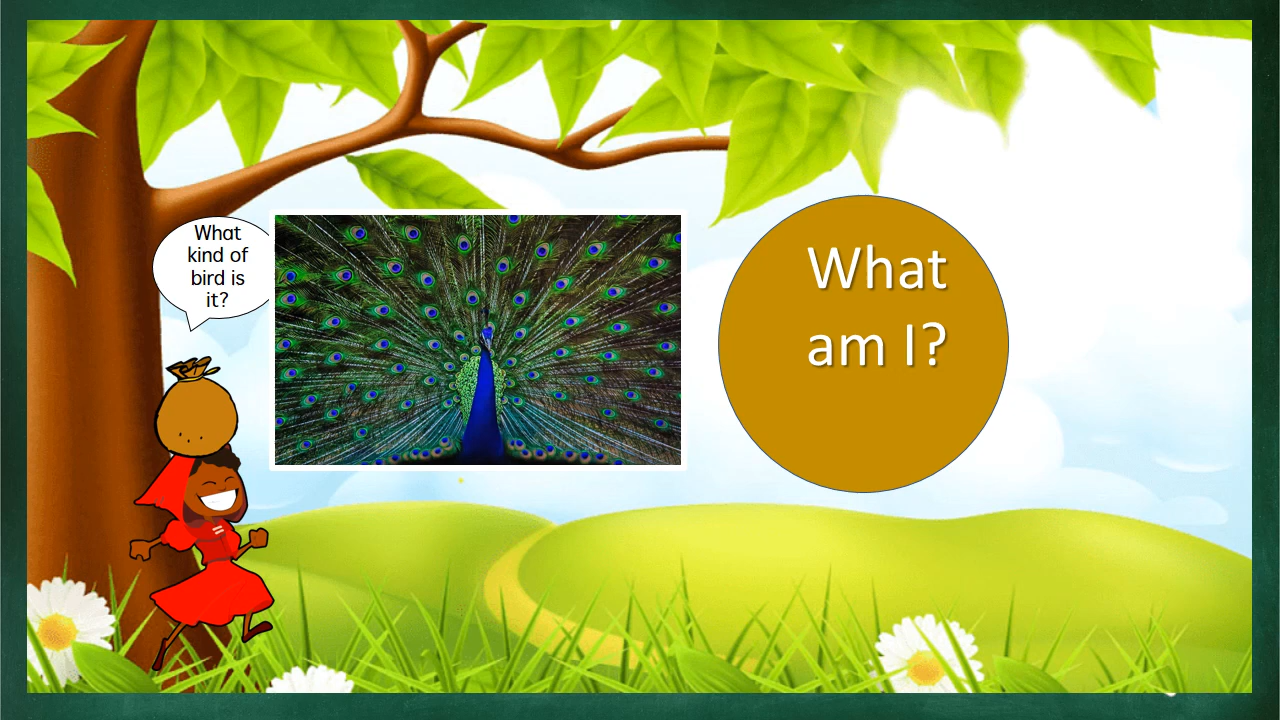 What
kind of
bird is
it?
What
am I?